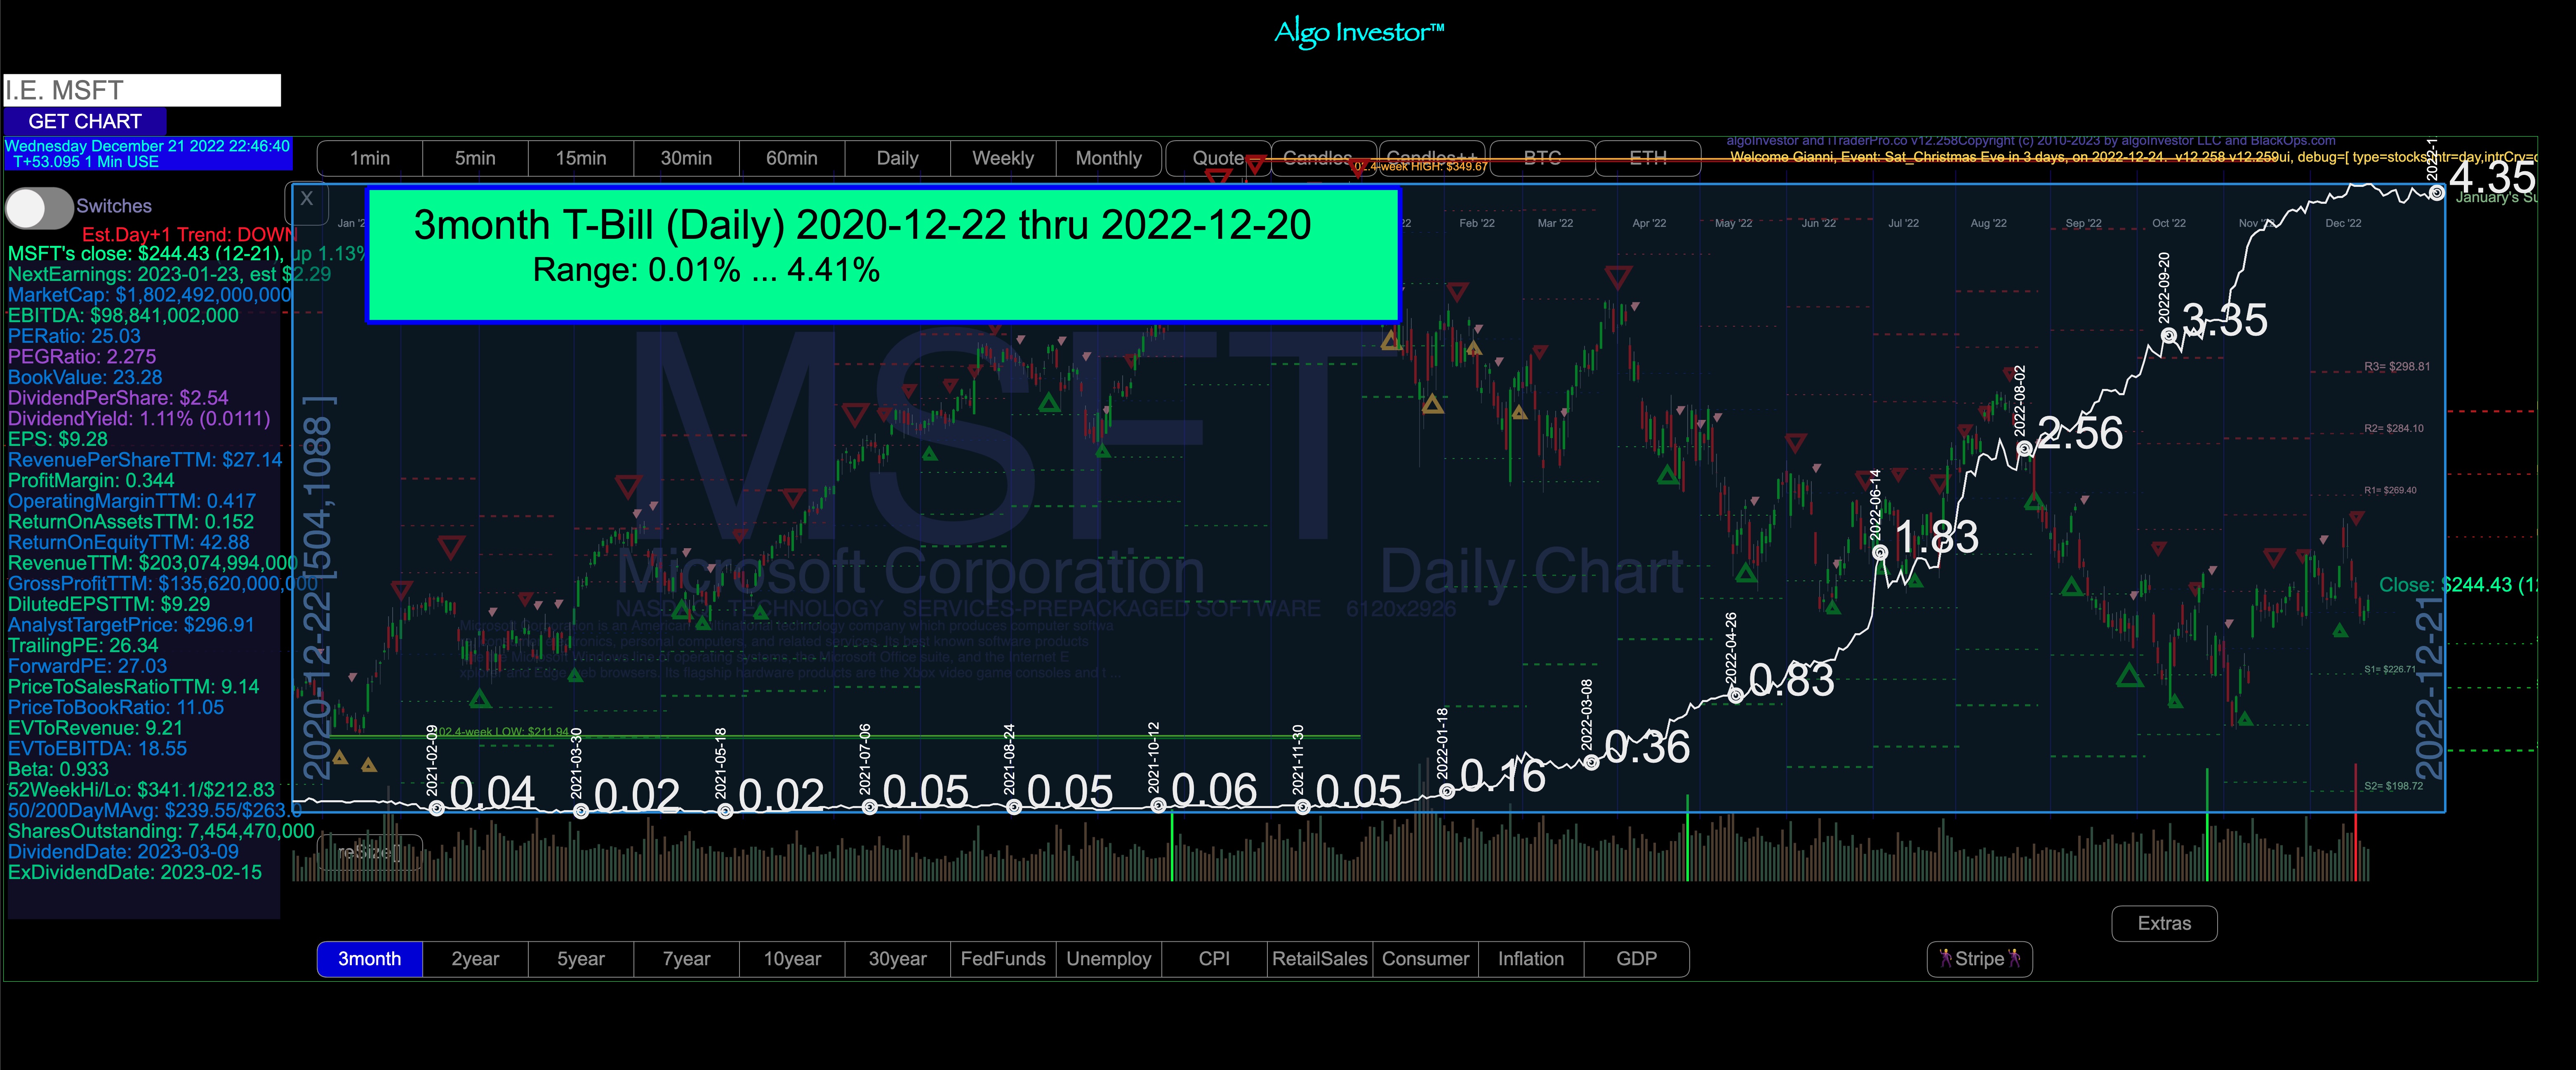 Algo Investor™
I.E. MSFT
GET CHART
Wednesday December 21 2022 22:46:40
T+53.095 1 Min USE
1min 5min 15min 30min 60min Daily Weekly Monthly Quote Candles Candles++ BTC ETH
algoInvestor and iTraderPro.co v12.258Copyright (c) 2010-2023 by algoInvestor LLC and BlackOps.com
Welcome Gianni, Event: Sat_Christmas Eve in 3 days, on 2022-12-24. v12.258 v12.259ui, debug=[ type=stocks
02.4-week HIGH: $349.67
Switches
X
3month T-Bill (Daily) 2020-12-22 thru 2022-12-20
Range: 0.01% ... 4.41%
Est.Day+1 Trend: DOWN
MSFT's close: $244.43 (12-21), up 1.13%
NextEarnings: 2023-01-23, est $2.29
MarketCap: $1,802,492,000,000
EBITDA: $98,841,002,000
PERatio: 25.03
PEGRatio: 2.275
BookValue: 23.28
DividendPerShare: $2.54
DividendYield: 1.11% (0.0111)
EPS: $9.28
RevenuePerShareTTM: $27.14
ProfitMargin: 0.344
OperatingMarginTTM: 0.417
ReturnOnAssetsTTM: 0.152
ReturnOnEquityTTM: 42.88
RevenueTTM: $203,074,994,000
GrossProfitTTM: $135,620,000,000
DilutedEPSTTM: $9.29
AnalystTargetPrice: $296.91
TrailingPE: 26.34
ForwardPE: 27.03
PriceToSalesRatioTTM: 9.14
PriceToBookRatio: 11.05
EVToRevenue: 9.21
EVToEBITDA: 18.55
Beta: 0.933
52WeekHi/Lo: $341.1/$212.83
50/200DayMAvg: $239.55/$263.0
SharesOutstanding: 7,454,470,000
DividendDate: 2023-03-09
ExDividendDate: 2023-02-15
Feb '22 Mar '22 Apr '22 May '22 Jun '22 Jul '22 Aug '22 Sep '22 Oct '22 Nov '22 Dec '22
January's
MSFT
Microsoft Corporation Daily Chart
TECHNOLOGY SERVICES-PREPACKAGED SOFTWARE 6120x2926
2020-12-22 [504,1088 ]
2022-12-21
02.4-week LOW: $211.94
2021-02-09 0.04
2021-03-30 0.02
2021-05-18 0.02
2021-07-06 0.05
2021-08-24 0.05
2021-10-12 0.06
2021-11-30 0.05
2022-01-18 0.16
2022-03-08 0.36
2022-04-26 0.83
2022-06-14 1.83
2022-08-02 2.56
2022-09-20 3.35
4.35
R3= $298.81
R2= $284.10
R1= $269.40
Close: $244.43
S1= $226.71
S2= $198.72
reSize[]
Extras
3month 2year 5year 7year 10year 30year FedFunds Unemploy CPI RetailSales Consumer Inflation GDP
Stripe